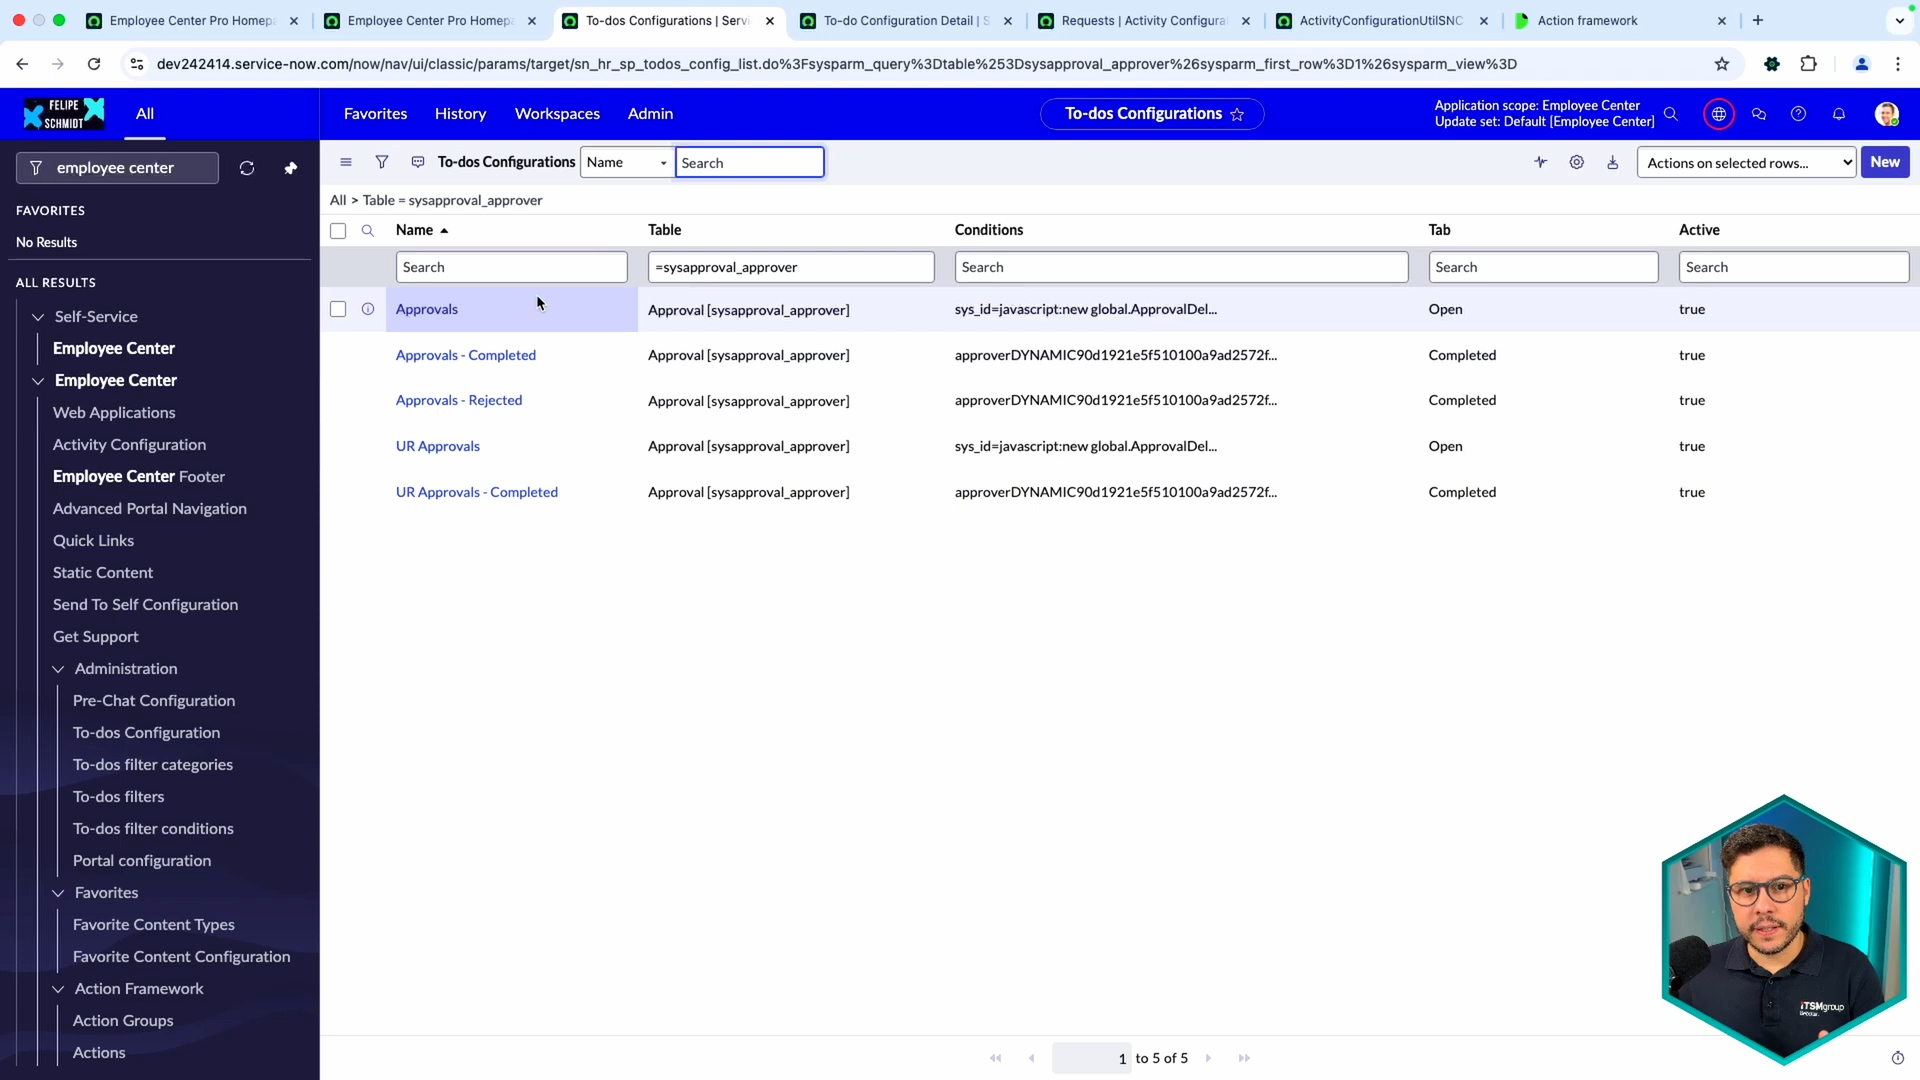 Employee Center Pro Homepa
Employee Center Pro Homepa
To-dos Configurations | Servi
To-do Configuration Detail | S
Requests | Activity Configurat
ActivityConfigurationUtilSNC
Action framework
dev242414.service-now.com/now/nav/ui/classic/params/target/sn_hr_sp_todos_config_list.do%3Fsysparm_query%3Dtable%253Dsysapproval_approver%26sysparm_first_row%3D1%26sysparm_view%3D
FELIPE
SCHMIDT
All
Favorites
History
Workspaces
Admin
To-dos Configurations
Application scope: Employee Center
Update set: Default [Employee Center]
employee center
To-dos Configurations
Name
Search
Actions on selected rows...
New
FAVORITES
No Results
ALL RESULTS
Self-Service
Employee Center
Employee Center
Web Applications
Activity Configuration
Employee Center Footer
Advanced Portal Navigation
Quick Links
Static Content
Send To Self Configuration
Get Support
Administration
Pre-Chat Configuration
To-dos Configuration
To-dos filter categories
To-dos filters
To-dos filter conditions
Portal configuration
Favorites
Favorite Content Types
Favorite Content Configuration
Action Framework
Action Groups
Actions
All > Table = sysapproval_approver
Name Table Conditions Tab Active
Search =sysapproval_approver Search Search Search
Approvals Approval [sysapproval_approver] sys_id=javascript:new global.ApprovalDel... Open true
Approvals - Completed Approval [sysapproval_approver] approverDYNAMIC90d1921e5f510100a9ad2572f... Completed true
Approvals - Rejected Approval [sysapproval_approver] approverDYNAMIC90d1921e5f510100a9ad2572f... Completed true
UR Approvals Approval [sysapproval_approver] sys_id=javascript:new global.ApprovalDel... Open true
UR Approvals - Completed Approval [sysapproval_approver] approverDYNAMIC90d1921e5f510100a9ad2572f... Completed true
iTSMgroup
1 to 5 of 5